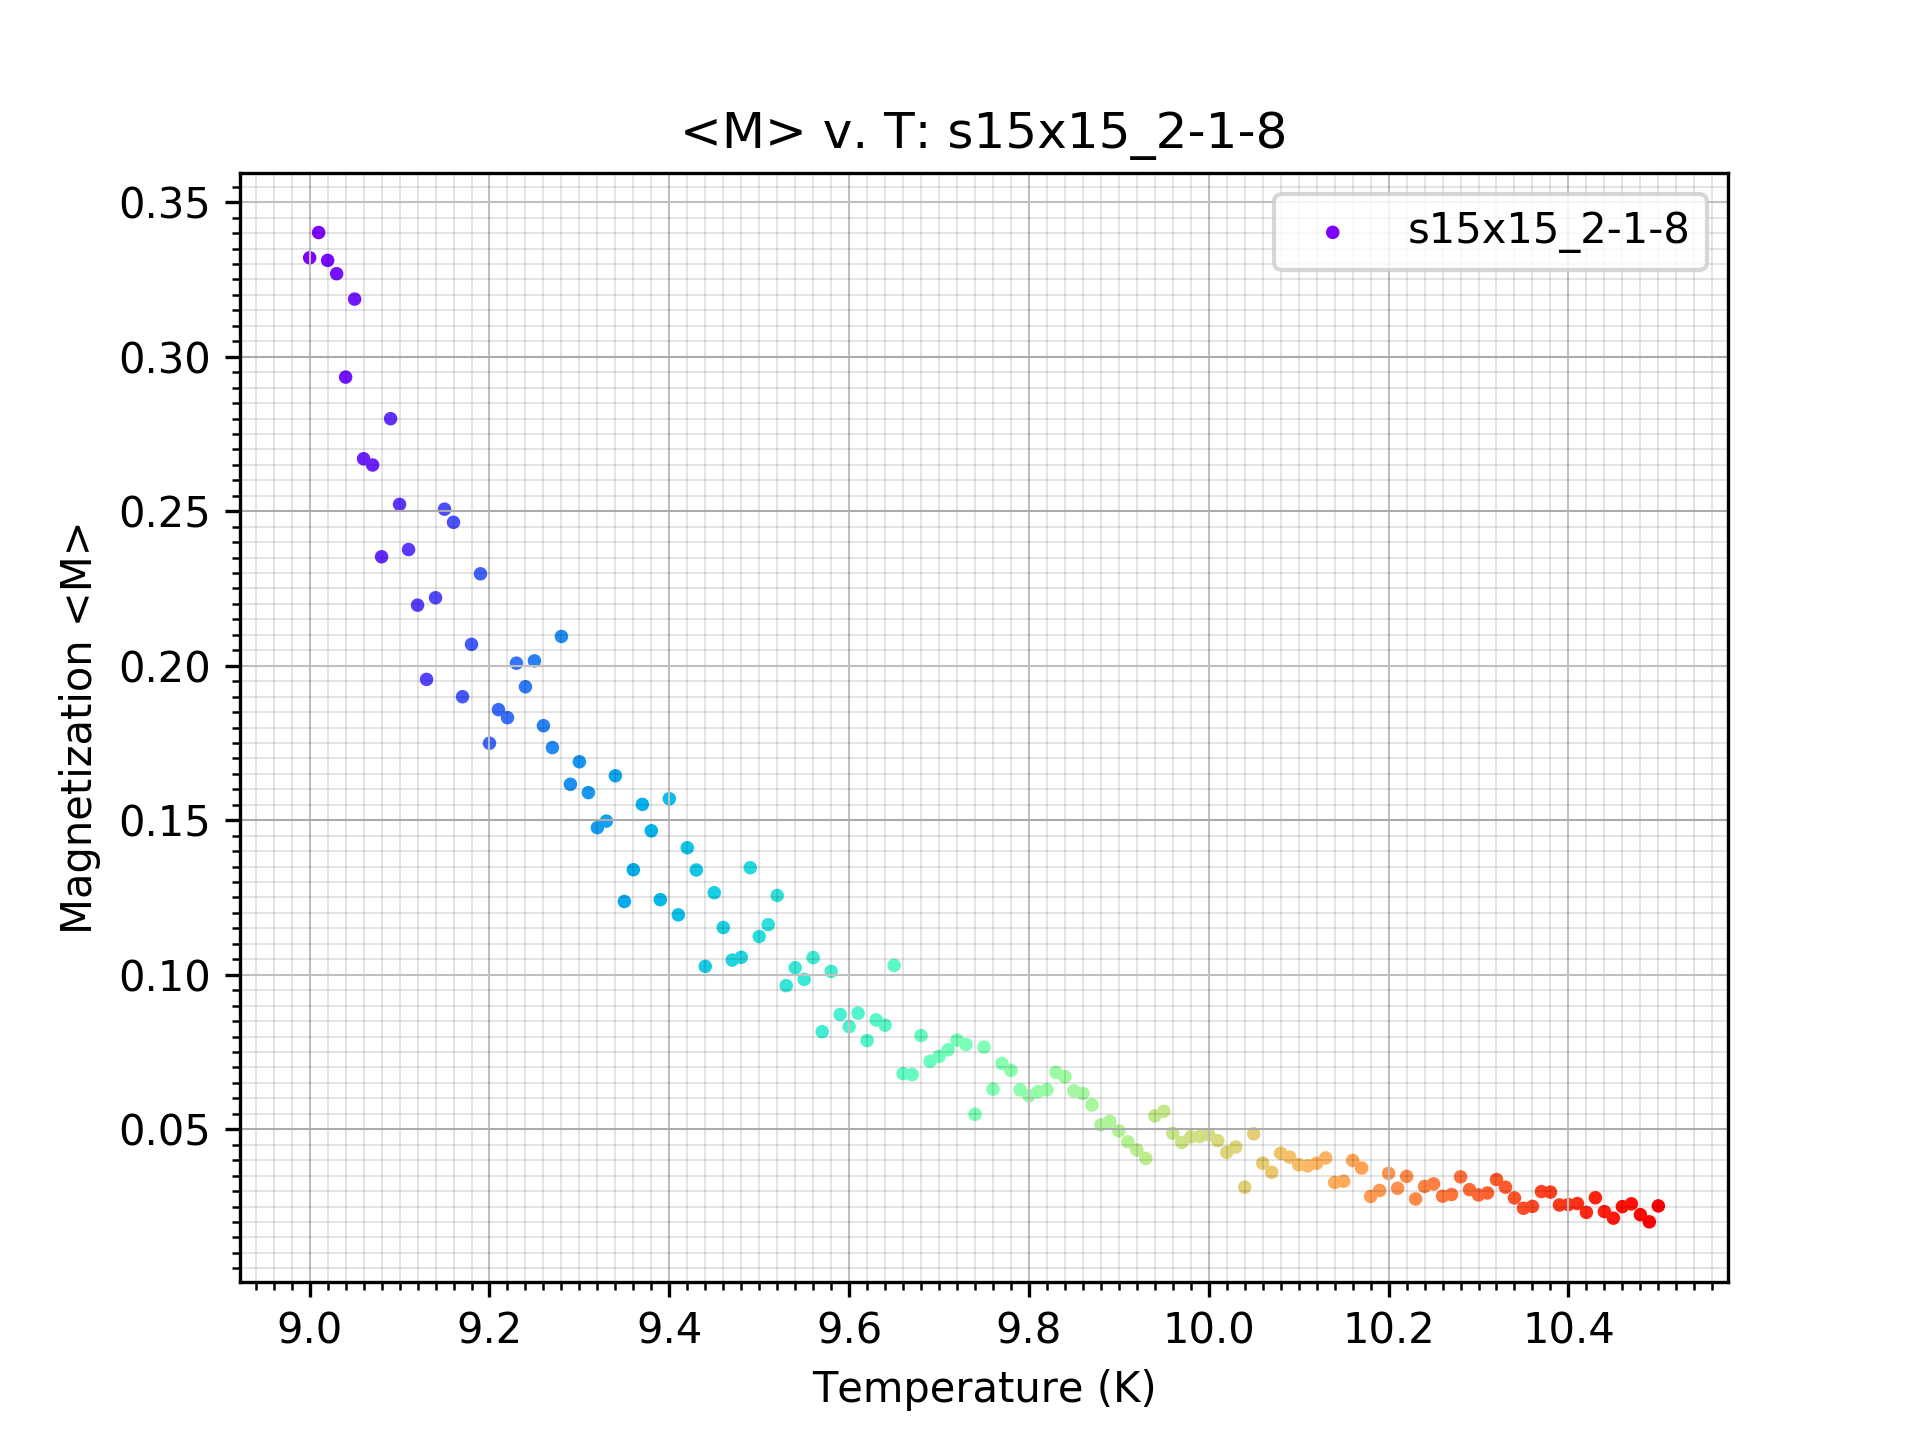 <M> v. T: s15x15_2-1-8
s15x15_2-1-8
0.35
0.30
0.25
0.20
0.15
0.10
0.05
Magnetization <M>
9.0 9.2 9.4 9.6 9.8 10.0 10.2 10.4
Temperature (K)